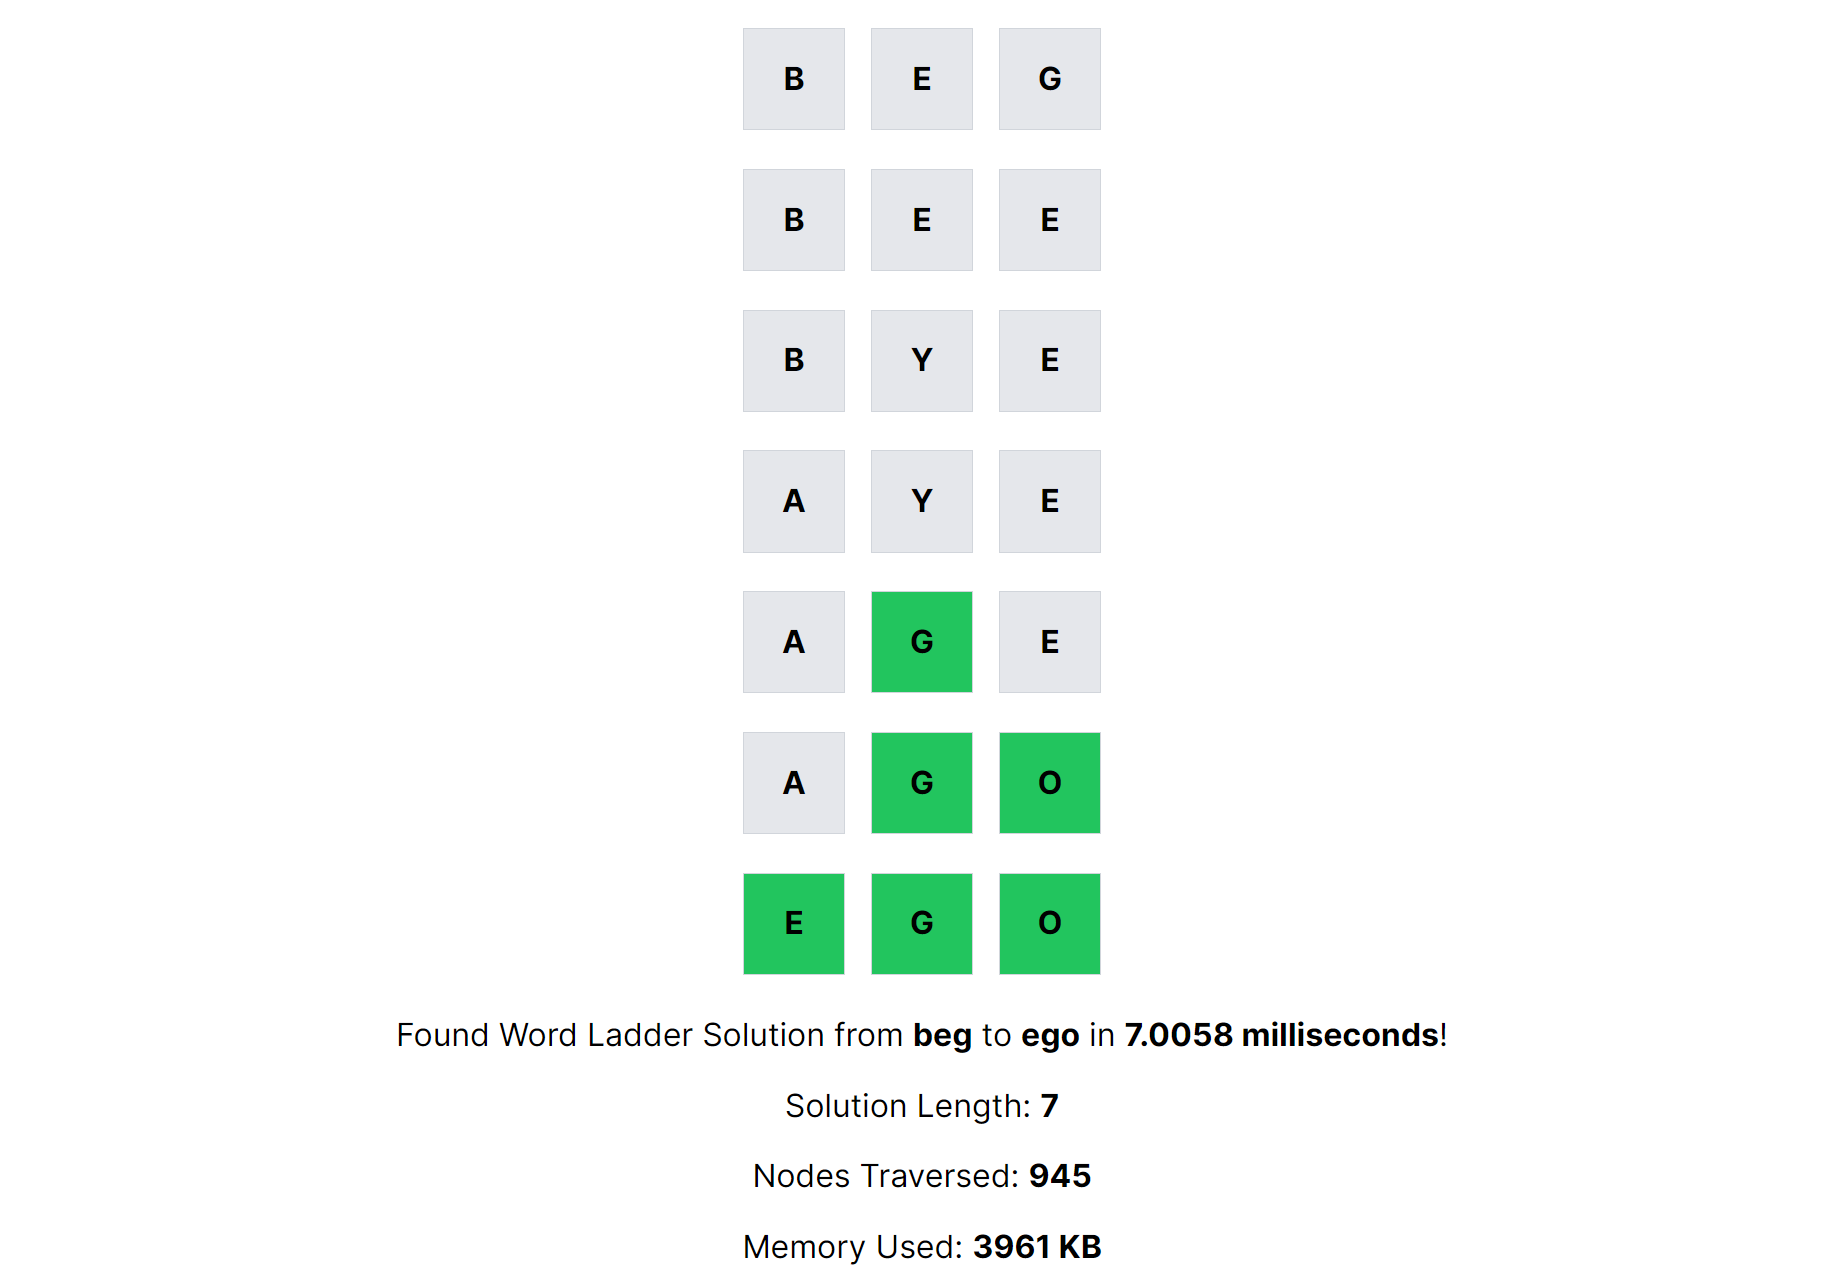 B E G
B E E
B Y E
A Y E
A G E
A G O
E G O
Found Word Ladder Solution from beg to ego in 7.0058 milliseconds!
Solution Length: 7
Nodes Traversed: 945
Memory Used: 3961 KB